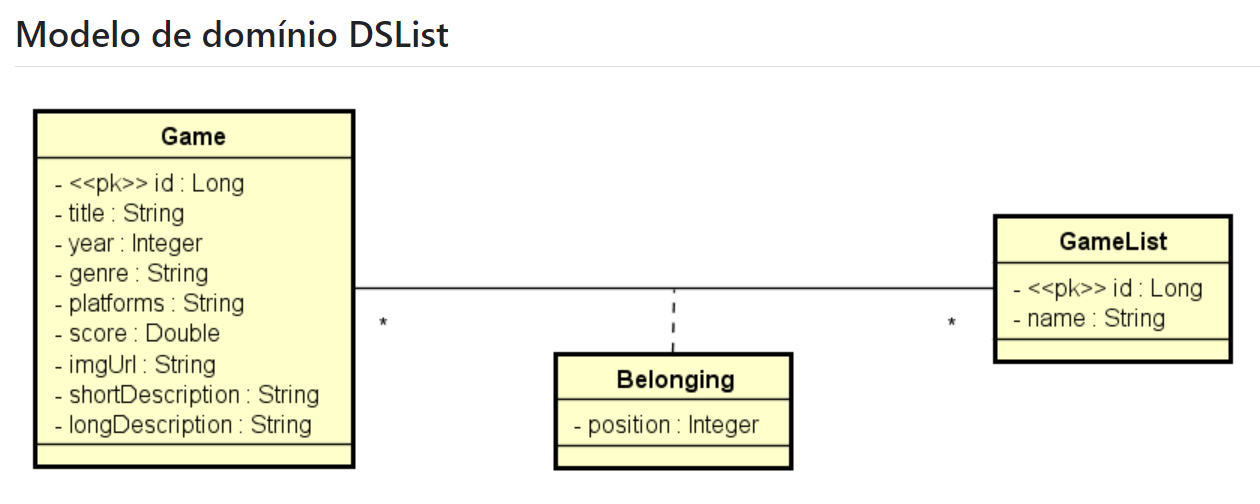 Modelo de domínio DSList
Game
- <<pk>> id : Long
- title : String
- year : Integer
- genre : String
- platforms : String
- score : Double
- imgUrl : String
- shortDescription : String
- longDescription : String
*
*
Belonging
- position : Integer
GameList
- <<pk>> id : Long
- name : String